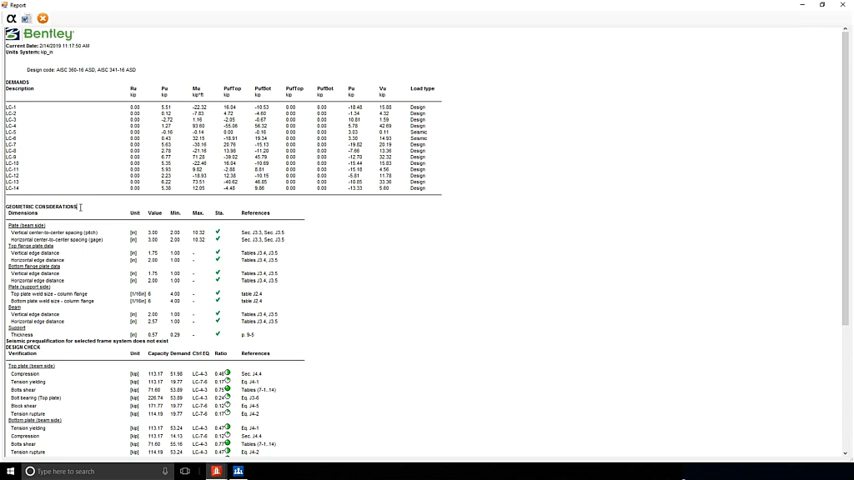 Report
Bentley
Current Date: 2/14/2019 11:17:50 AM
Units System: kip_in
Design code: AISC 360-16 ASD, AISC 341-16 ASD
DEMANDS
Description Ru Pu Mu PufTop PufBot PufTop PufBot Pu Vu Load type
kip kip kip*ft kip kip kip kip kip kip
LC-1 0.00 5.51 -22.32 16.04 -10.53 0.00 0.00 -18.48 15.88 Design
LC-2 0.00 0.12 -7.83 4.72 -4.60 0.00 0.00 -1.34 4.32 Design
LC-3 0.00 -2.72 1.16 -2.05 -0.67 0.00 0.00 10.81 1.59 Design
LC-4 0.00 1.27 93.60 -55.06 56.32 0.00 0.00 5.78 42.69 Design
LC-5 0.00 -0.16 -0.14 0.00 -0.16 0.00 0.00 3.03 0.11 Seismic
LC-6 0.00 0.43 32.15 -18.91 19.34 0.00 0.00 3.30 14.93 Seismic
LC-7 0.00 5.63 -30.16 20.76 -15.13 0.00 0.00 -19.82 20.19 Design
LC-8 0.00 2.78 -21.16 13.98 -11.20 0.00 0.00 -7.66 13.36 Design
LC-9 0.00 6.77 71.28 -39.02 45.79 0.00 0.00 -12.70 32.32 Design
LC-10 0.00 5.35 -22.46 16.04 -10.69 0.00 0.00 -15.44 15.83 Design
LC-11 0.00 5.93 9.82 -2.88 8.81 0.00 0.00 -15.18 4.56 Design
LC-12 0.00 2.23 -18.93 12.38 -10.15 0.00 0.00 -5.81 11.78 Design
LC-13 0.00 6.22 73.51 -40.62 46.85 0.00 0.00 -10.85 33.36 Design
LC-14 0.00 5.38 12.05 -4.48 9.86 0.00 0.00 -13.33 5.60 Design
GEOMETRIC CONSIDERATIONS
Dimensions Unit Value Min. Max. Sta. References
Plate (beam side)
Vertical center-to-center spacing (pitch) [in] 3.00 2.00 10.32 Sec. J3.3, Sec. J3.5
Horizontal center-to-center spacing (gage) [in] 3.00 2.00 10.32 Sec. J3.3, Sec. J3.5
Top flange plate data
Vertical edge distance [in] 1.75 1.00 - Tables J3.4, J3.5
Horizontal edge distance [in] 2.00 1.00 - Tables J3.4, J3.5
Bottom flange plate data
Vertical edge distance [in] 1.75 1.00 - Tables J3.4, J3.5
Horizontal edge distance [in] 2.00 1.00 - Tables J3.4, J3.5
Plate (support side)
Top plate weld size - column flange [1/16in] 6 4.00 - table J2.4
Bottom plate weld size - column flange [1/16in] 6 4.00 - table J2.4
Beam
Vertical edge distance [in] 2.00 1.00 - Tables J3.4, J3.5
Horizontal edge distance [in] 2.57 1.00 - Tables J3.4, J3.5
Support
Thickness [in] 0.57 0.29 - p. 9-5
Seismic prequalification for selected frame system does not exist
DESIGN CHECK
Verification Unit Capacity Demand Ctrl EQ Ratio References
Top plate (beam side)
Compression [kip] 113.17 51.98 LC-4-3 0.46 Sec. J4.4
Tension yielding [kip] 113.17 19.77 LC-7-6 0.17 Eq. J4-1
Bolts shear [kip] 71.60 53.89 LC-4-3 0.75 Tables (7-1..14)
Bolt bearing (Top plate) [kip] 220.74 53.89 LC-4-3 0.24 Eq. J3-6
Block shear [kip] 171.77 19.77 LC-7-6 0.12 Eq. J4-5
Tension rupture [kip] 114.19 19.77 LC-7-6 0.17 Eq. J4-2
Bottom plate (beam side)
Tension yielding [kip] 113.17 53.24 LC-4-3 0.47 Eq. J4-1
Compression [kip] 113.17 14.13 LC-7-6 0.12 Sec. J4.4
Bolts shear [kip] 71.60 55.16 LC-4-3 0.77 Tables (7-1..14)
Tension rupture [kip] 114.19 53.24 LC-4-3 0.47 Eq. J4-2
Type here to search